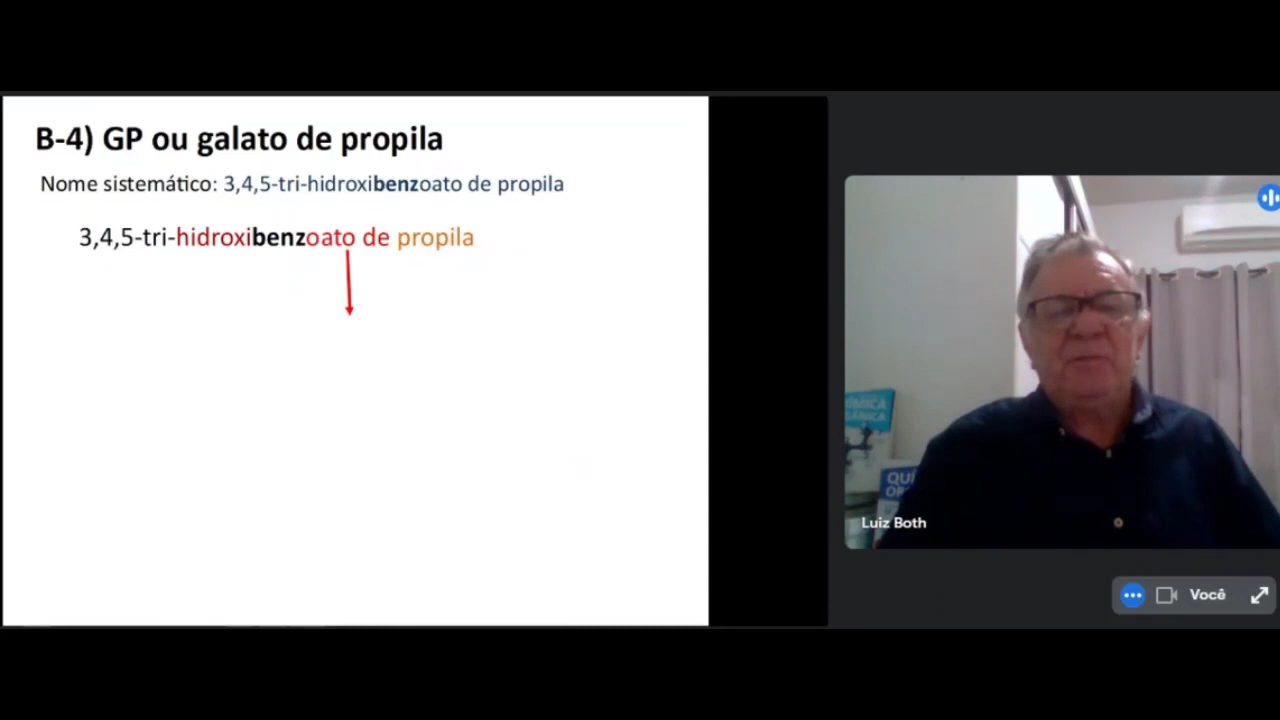 B-4) GP ou galato de propila
Nome sistemático: 3,4,5-tri-hidroxibenzoato de propila
3,4,5-tri-hidroxibenzoato de propila
Luiz Both
Você